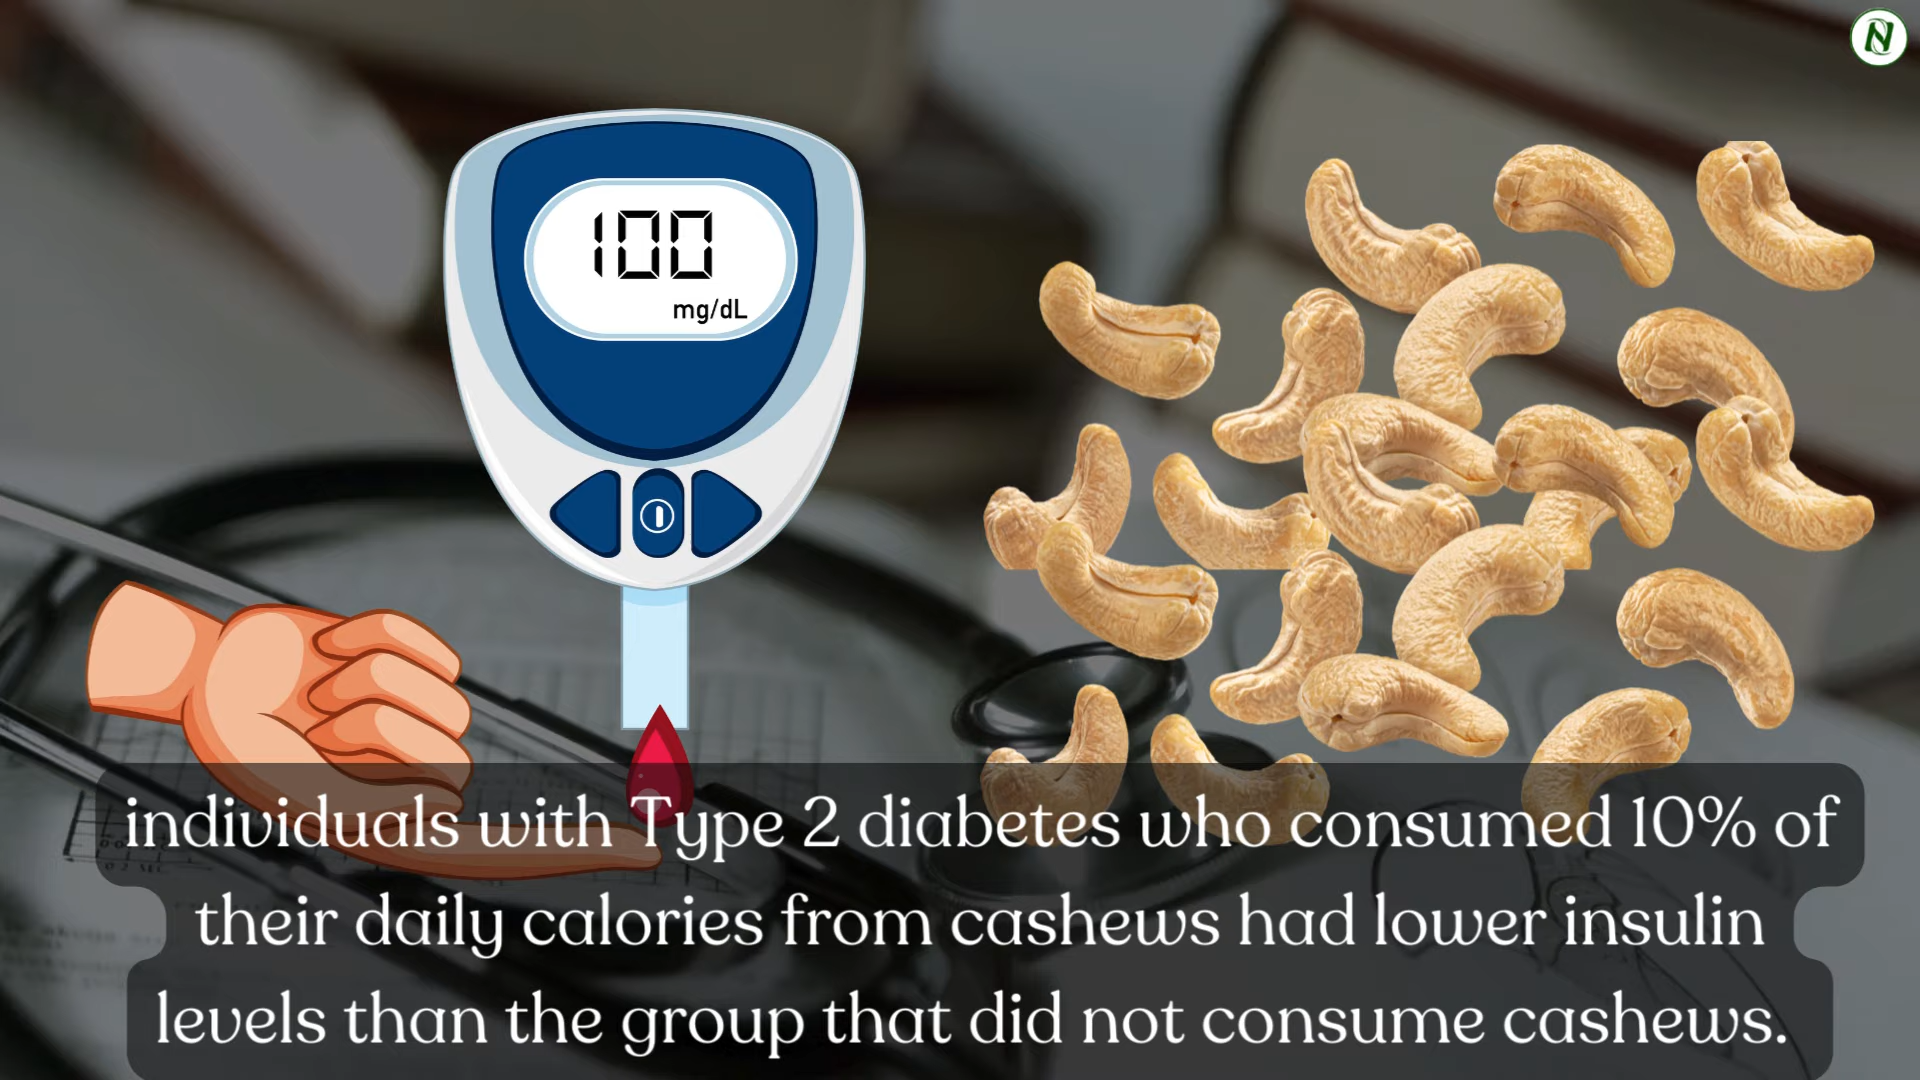 N
100
mg/dL
individuals with Type 2 diabetes who consumed 10% of
their daily calories from cashews had lower insulin
levels than the group that did not consume cashews.